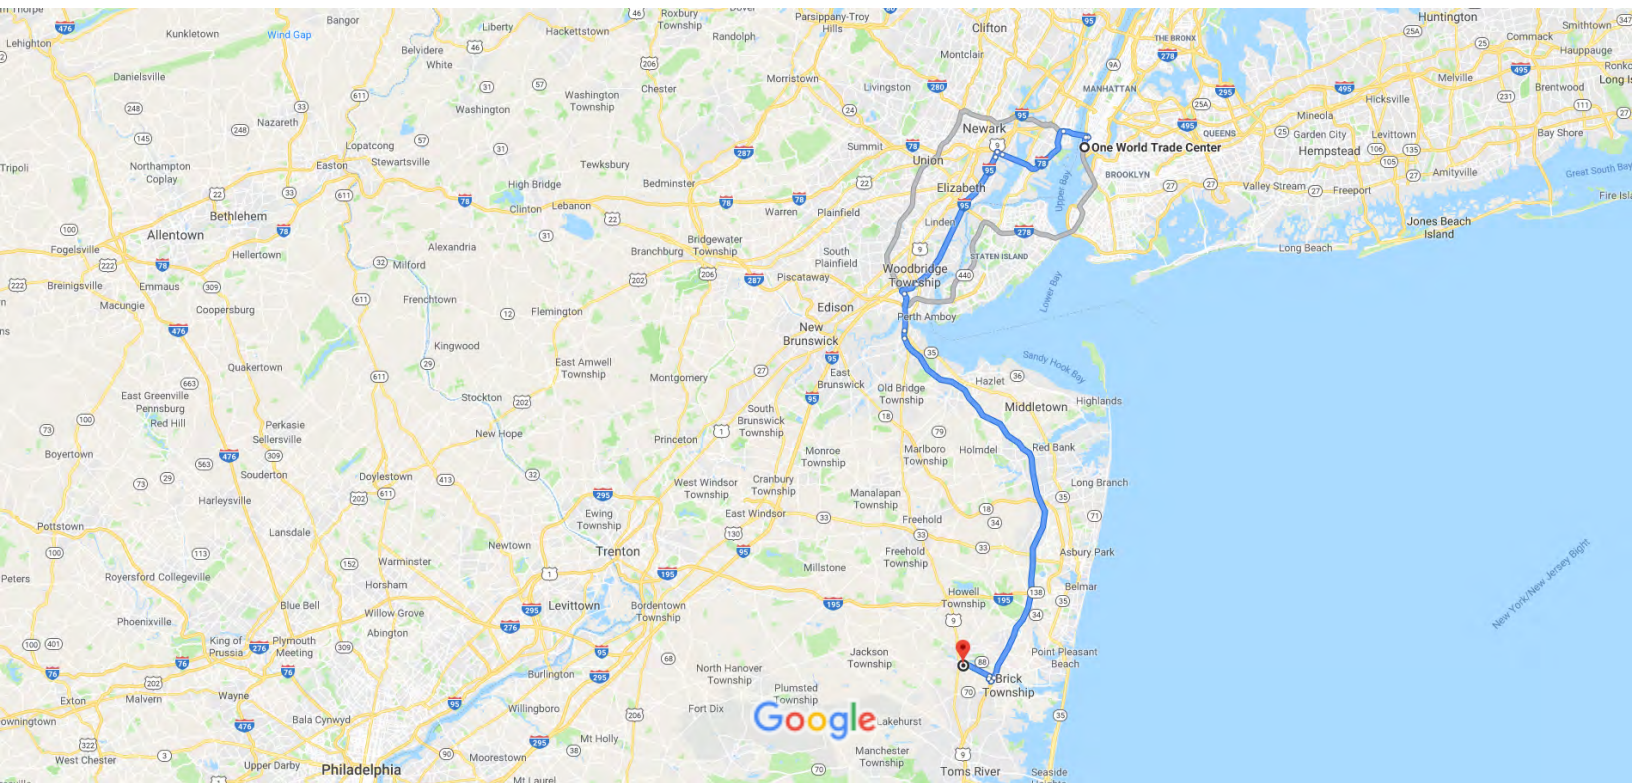 Bangor
Roxbury
Township
Dover
Parsippany-Troy
Hills
Clifton
Huntington
Smithtown
Kunkletown
Wind Gap
Liberty
Hackettstown
Randolph
Montclair
THE BRONX
Commack
Hauppauge
Lehighton
Belvidere
White
Danielsville
Washington
Washington
Township
Chester
Morristown
Livingston
MANHATTAN
Melville
Brentwood
Hicksville
Nazareth
Newark
Mineola
QUEENS
Garden City
Levittown
Bay Shore
Lopatcong
Stewartsville
Summit
Union
One World Trade Center
Hempstead
Tripoli
Northampton
Coplay
Easton
Tewksbury
BROOKLYN
Amityville
Great South Bay
High Bridge
Bedminster
Elizabeth
Upper Bay
Valley Stream
Freeport
Bethlehem
Clinton
Lebanon
Warren
Plainfield
Linden
Jones Beach
Island
Allentown
Fogelsville
Hellertown
Alexandria
Branchburg
Bridgewater
Township
South
Plainfield
STATEN ISLAND
Long Beach
Breinigsville
Emmaus
Milford
Piscataway
Woodbridge
Township
Lower Bay
Macungie
Coopersburg
Frenchtown
Flemington
Edison
Perth Amboy
Kingwood
New
Brunswick
Quakertown
East Amwell
Township
Montgomery
East
Brunswick
Old Bridge
Township
Hazlet
Sandy Hook Bay
East Greenville
Pennsburg
Red Hill
Stockton
South
Brunswick
Township
Middletown
Highlands
Perkasie
Sellersville
New Hope
Princeton
Monroe
Township
Marlboro
Township
Holmdel
Red Bank
Boyertown
Souderton
Doylestown
West Windsor
Township
Cranbury
Township
Manalapan
Township
Long Branch
Harleysville
Ewing
Township
East Windsor
Freehold
Pottstown
Lansdale
Newtown
Trenton
Freehold
Township
Asbury Park
New York/New Jersey Bight
Peters
Royersford
Collegeville
Warminster
Horsham
Millstone
Belmar
Phoenixville
Blue Bell
Willow Grove
Levittown
Bordentown
Township
Howell
Township
King of
Prussia
Plymouth
Meeting
Abington
Jackson
Township
Point Pleasant
Beach
Burlington
North Hanover
Township
Brick
Township
Exton
Malvern
Wayne
Bala Cynwyd
Willingboro
Fort Dix
Plumsted
Township
Google
Lakehurst
West Chester
Upper Darby
Philadelphia
Moorestown
Mt Holly
Mt Laurel
Manchester
Township
Toms River
Seaside
Heights